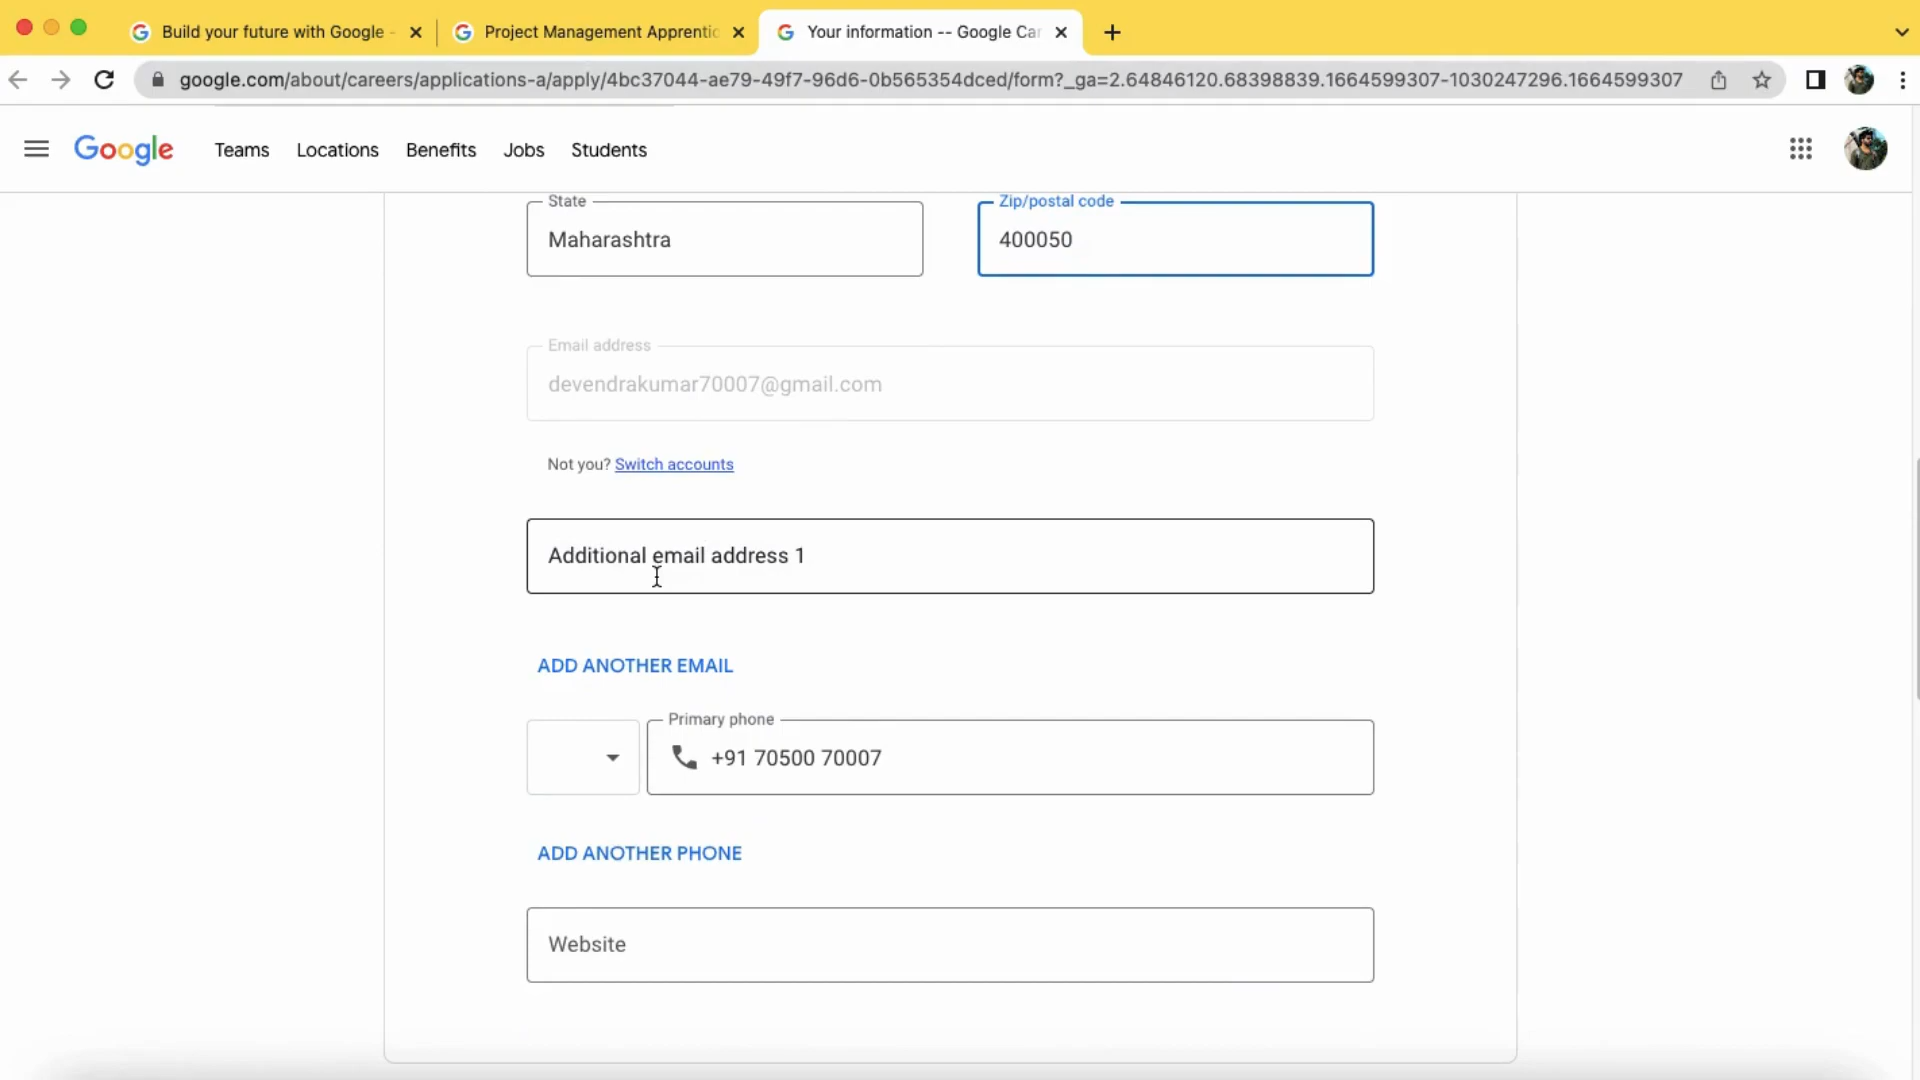 Build your future with Google -
Project Management Apprentic
Your information -- Google Car
google.com/about/careers/applications-a/apply/4bc37044-ae79-49f7-96d6-0b565354dced/form?_ga=2.64846120.68398839.1664599307-1030247296.1664599307
Google Teams Locations Benefits Jobs Students
State
Maharashtra
Zip/postal code
400050
Email address
devendrakumar70007@gmail.com
Not you? Switch accounts
Additional email address 1
ADD ANOTHER EMAIL
Primary phone
+91 70500 70007
ADD ANOTHER PHONE
Website